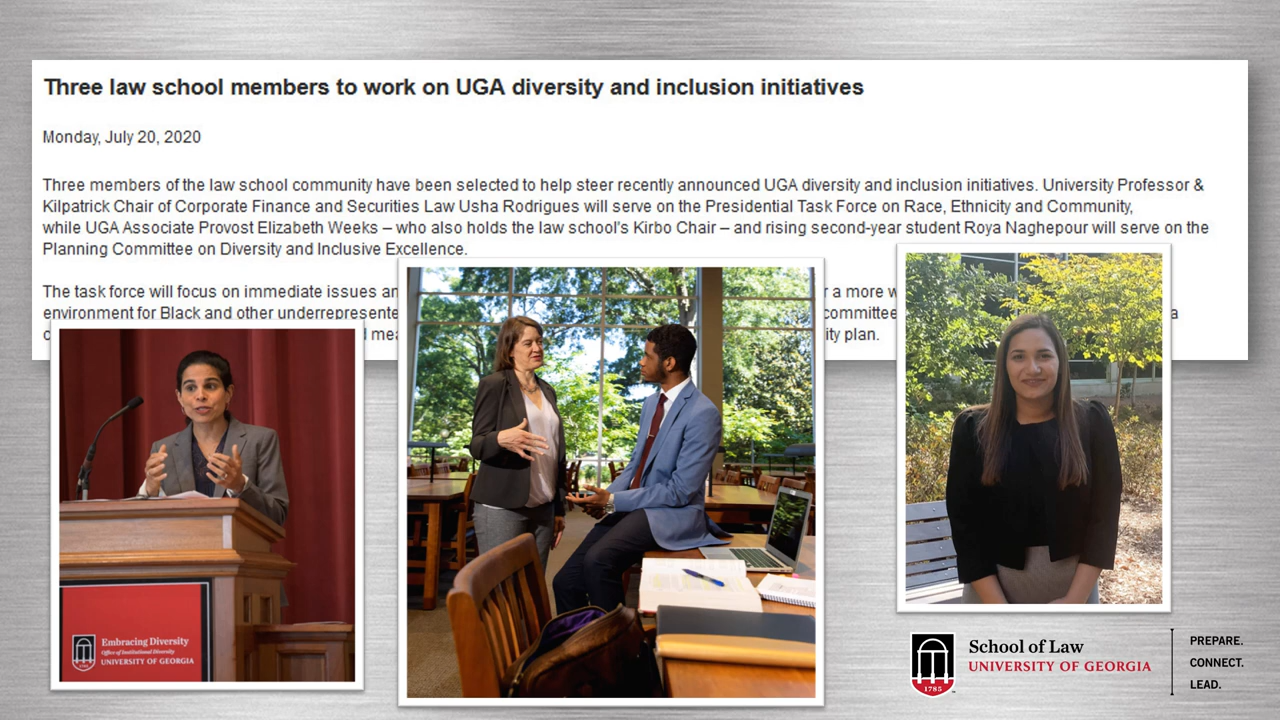 Three law school members to work on UGA diversity and inclusion initiatives
Monday, July 20, 2020
Three members of the law school community have been selected to help steer recently announced UGA diversity and inclusion initiatives. University Professor &
Kilpatrick Chair of Corporate Finance and Securities Law Usha Rodrigues will serve on the Presidential Task Force on Race, Ethnicity and Community,
while UGA Associate Provost Elizabeth Weeks – who also holds the law school's Kirbo Chair – and rising second-year student Roya Naghepour will serve on the
Planning Committee on Diversity and Inclusive Excellence.
The task force will focus on immediate issues r a more
environment for Black and other committee a
plan.
Embracing Diversity
Office of Institutional Diversity
UNIVERSITY OF GEORGIA
1785
School of Law
UNIVERSITY OF GEORGIA
PREPARE.
CONNECT.
LEAD.